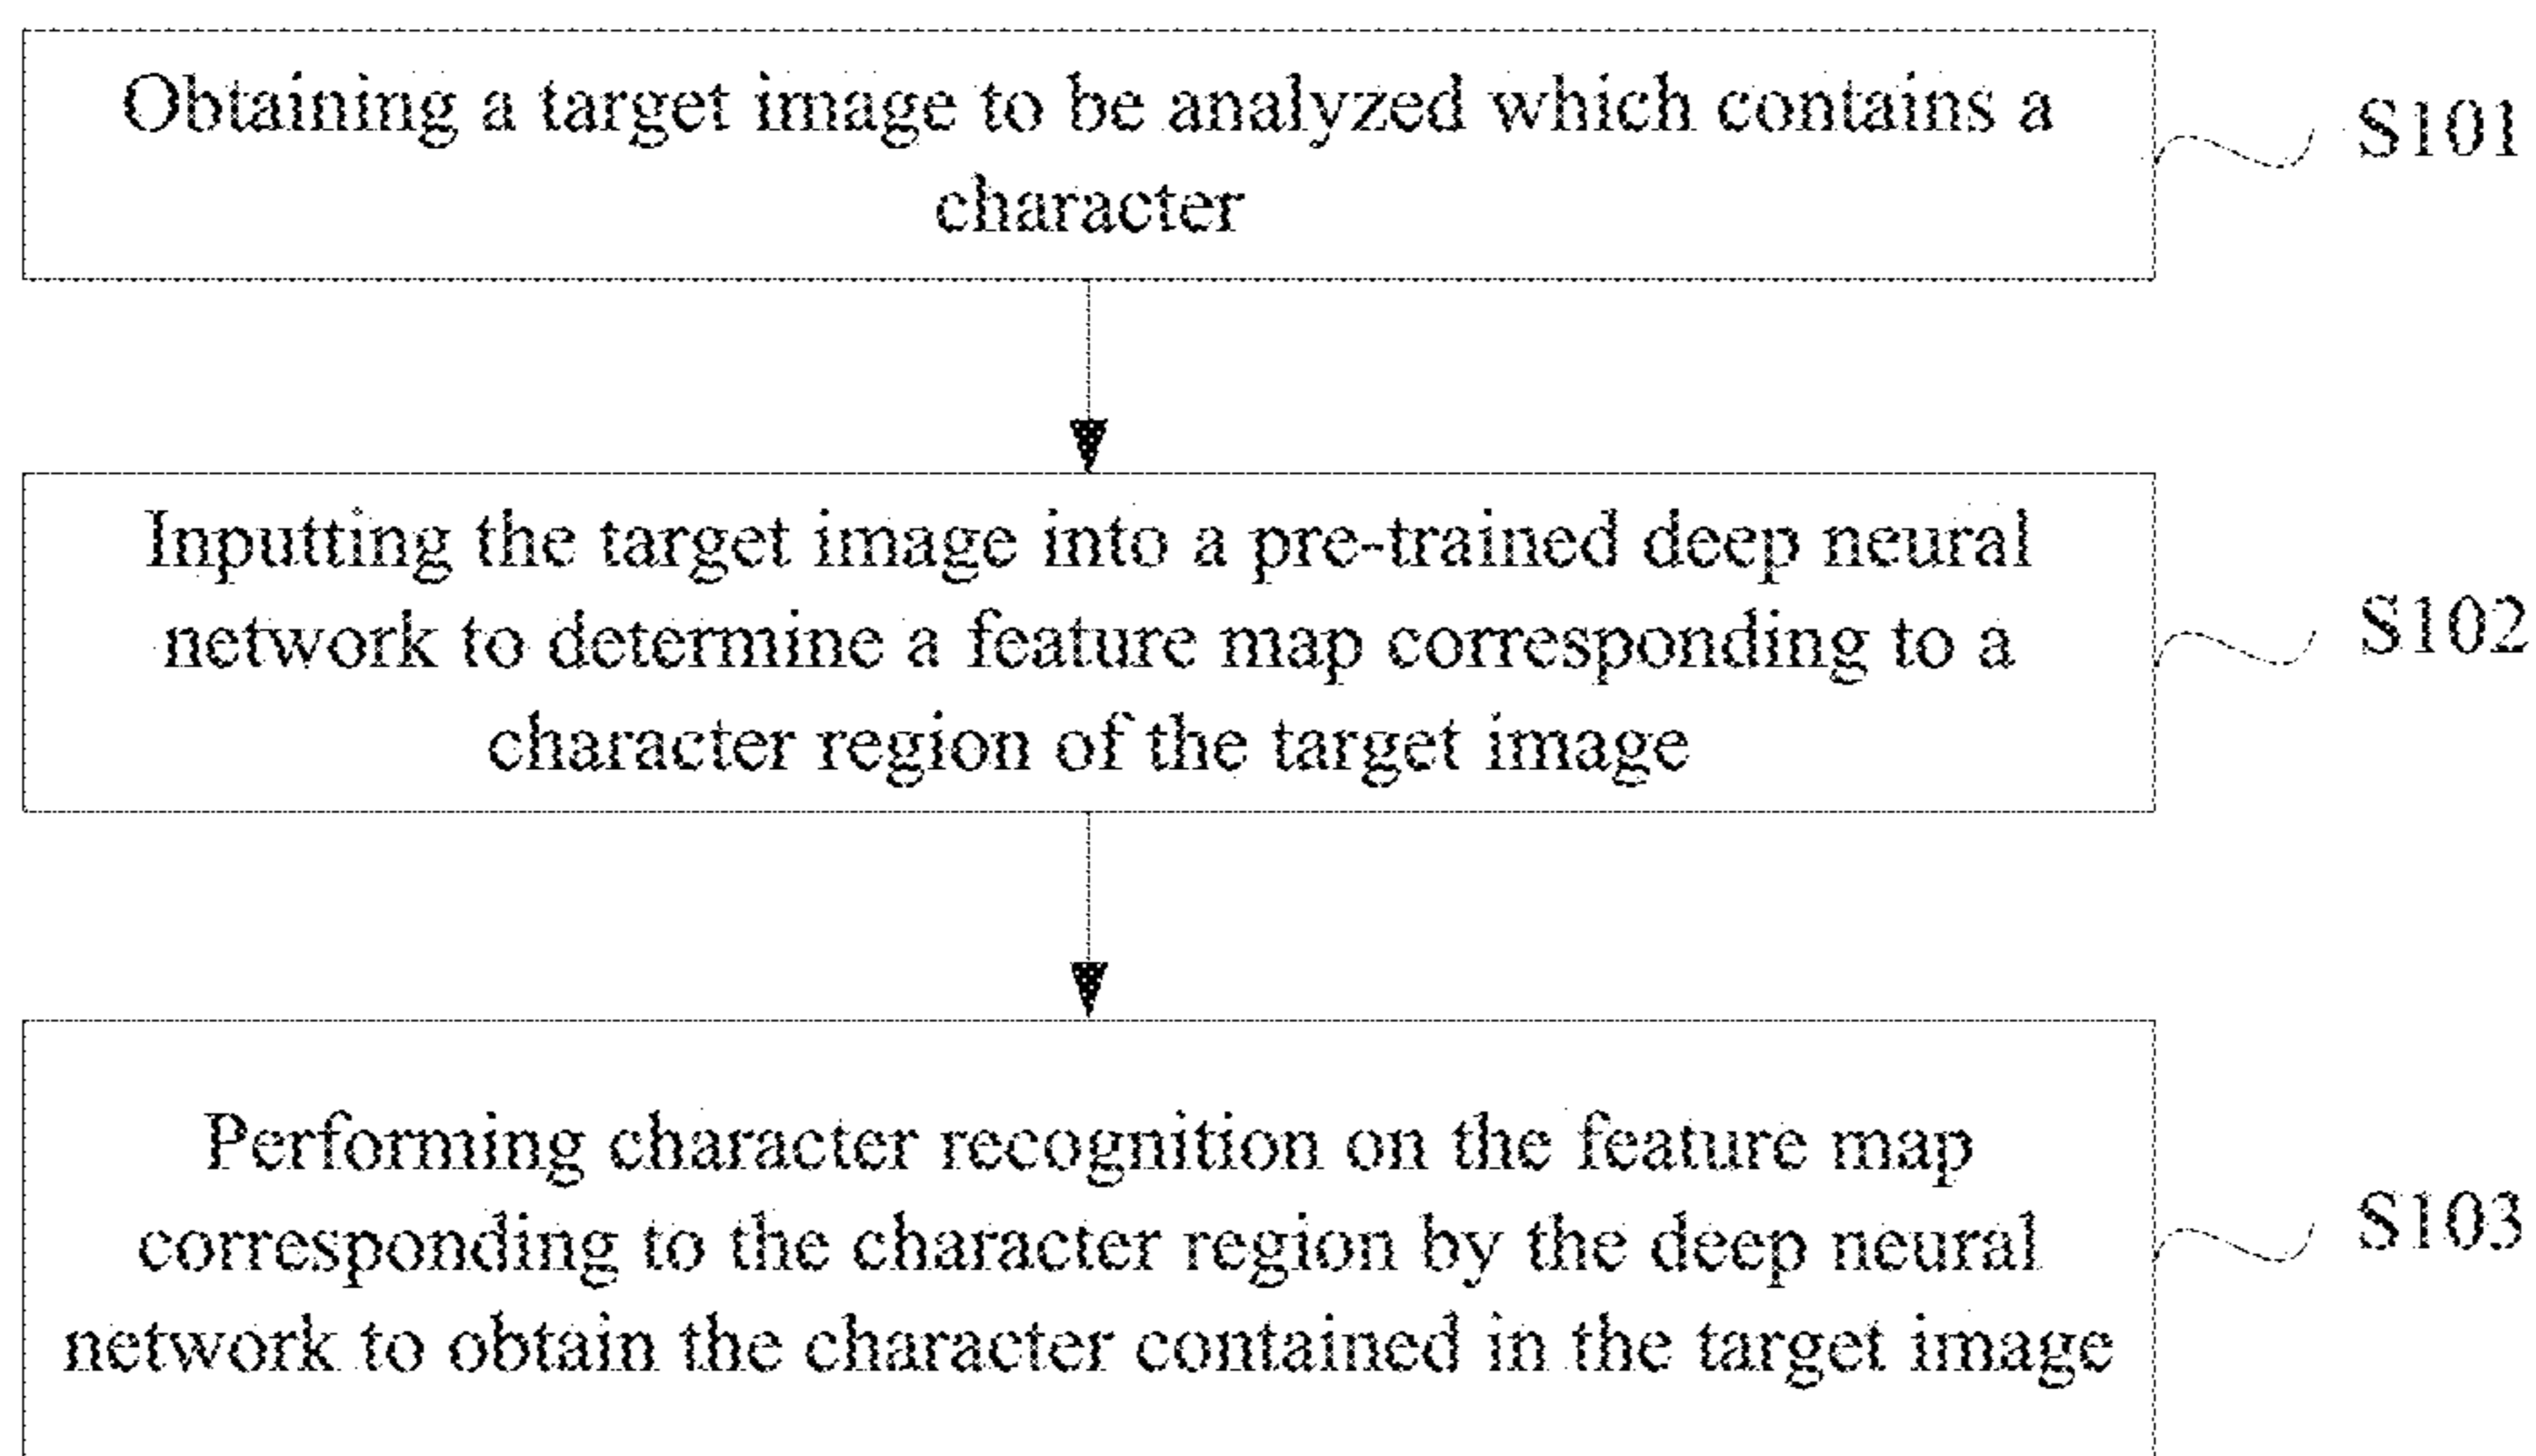 Obtaining a target image to be analyzed which contains a
character
S101
Inputting the target image into a pre-trained deep neural
network to determine a feature map corresponding to a
character region of the target image
S102
Performing character recognition on the feature map
corresponding to the character region by the deep neural
network to obtain the character contained in the target image
S103